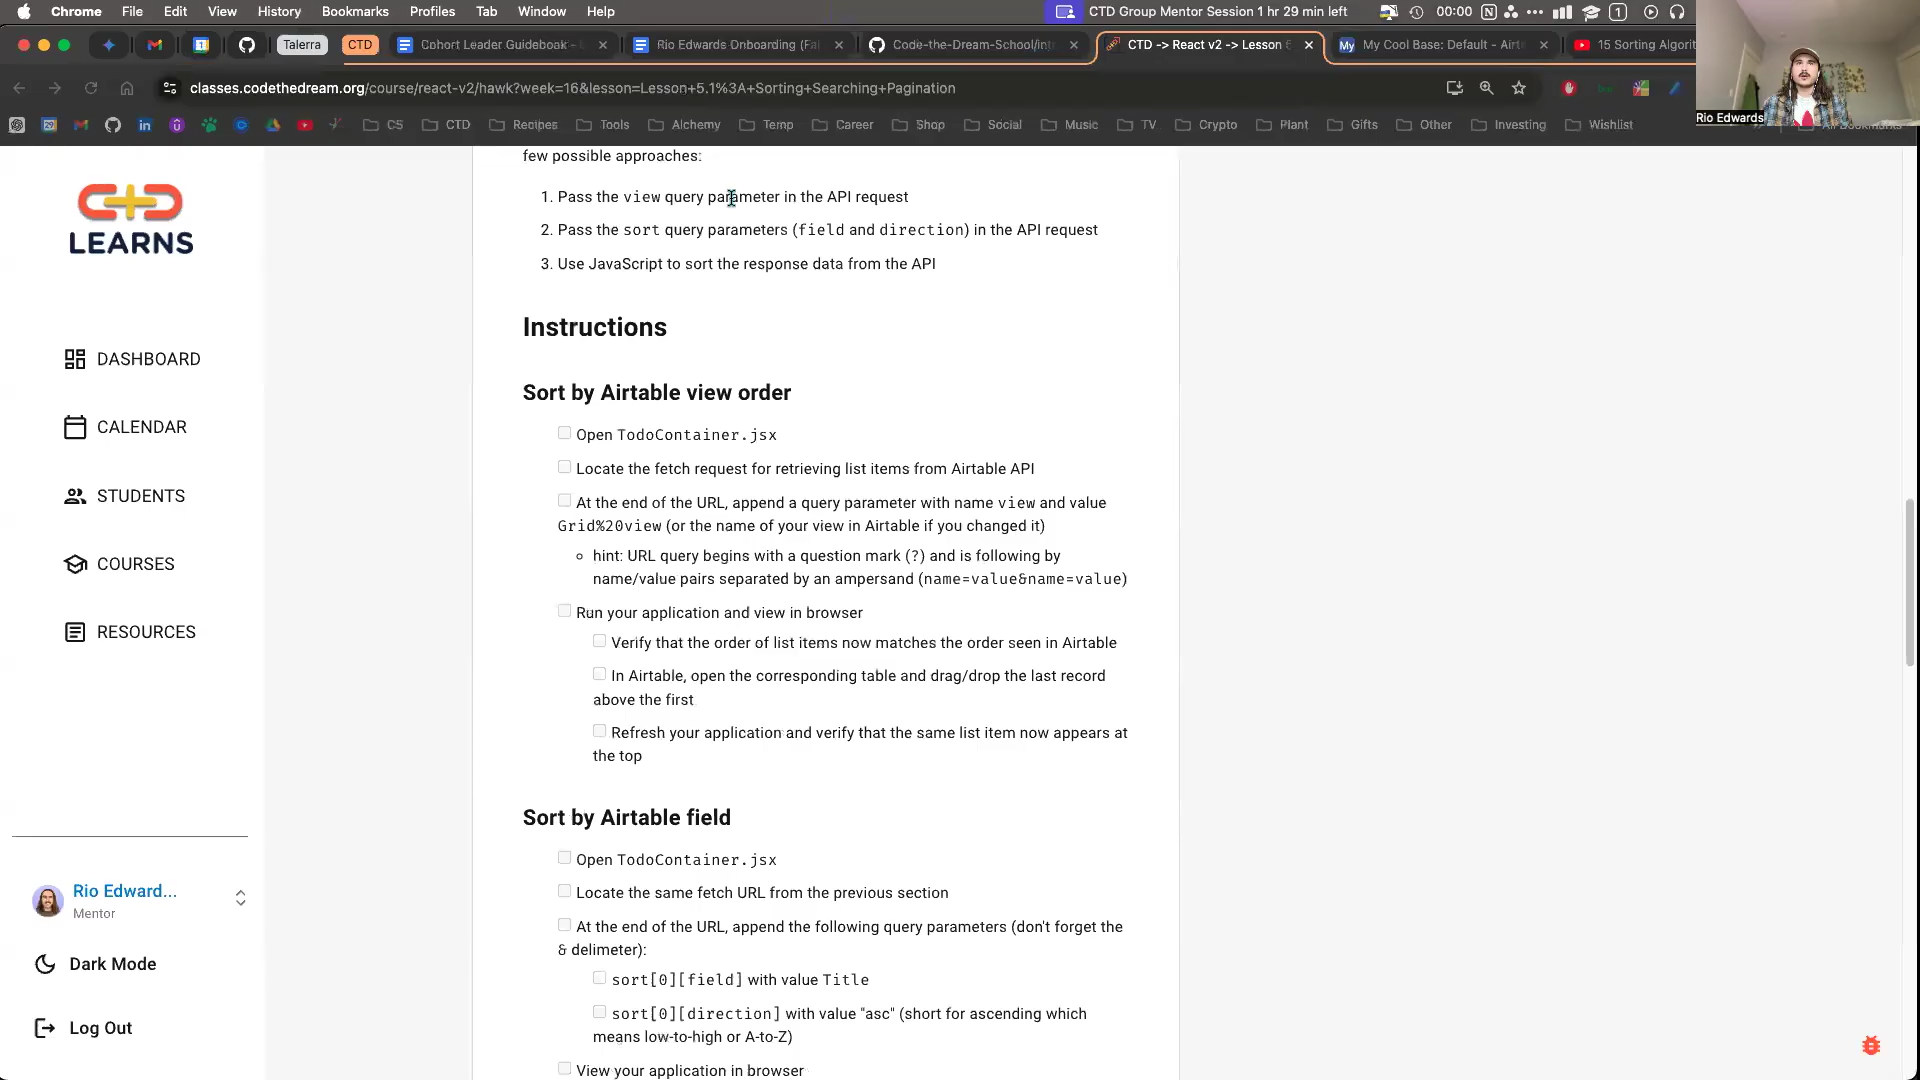 Chrome File Edit View History Bookmarks Profiles Tab Window Help
CTD Group Mentor Session 1 hr 29 min left
00:00
1
Talerra
CTD
Cohort Leader Guidebook -
Rio Edwards Onboarding (Fal
Code-the-Dream-School/int
CTD -> React v2 -> Lesson
My Cool Base: Default - Airt
15 Sorting Algorit
classes.codethedream.org/course/react-v2/hawk?week=16&lesson=Lesson+5.1%3A+Sorting+Searching+Pagination
CS CTD Recipes Tools Alchemy Temp Career Shop Social Music TV Crypto Plant Gifts Other Investing Wishlist
All Bookmarks
Rio Edwards
LEARNS
DASHBOARD
CALENDAR
STUDENTS
COURSES
RESOURCES
Rio Edward...
Mentor
Dark Mode
Log Out
few possible approaches:
1. Pass the view query parameter in the API request
2. Pass the sort query parameters (field and direction) in the API request
3. Use JavaScript to sort the response data from the API
Instructions
Sort by Airtable view order
Open TodoContainer.jsx
Locate the fetch request for retrieving list items from Airtable API
At the end of the URL, append a query parameter with name view and value
Grid%20view (or the name of your view in Airtable if you changed it)
hint: URL query begins with a question mark (?) and is following by
name/value pairs separated by an ampersand (name=value&name=value)
Run your application and view in browser
Verify that the order of list items now matches the order seen in Airtable
In Airtable, open the corresponding table and drag/drop the last record
above the first
Refresh your application and verify that the same list item now appears at
the top
Sort by Airtable field
Open TodoContainer.jsx
Locate the same fetch URL from the previous section
At the end of the URL, append the following query parameters (don't forget the
& delimeter):
sort[0][field] with value Title
sort[0][direction] with value "asc" (short for ascending which
means low-to-high or A-to-Z)
View your application in browser